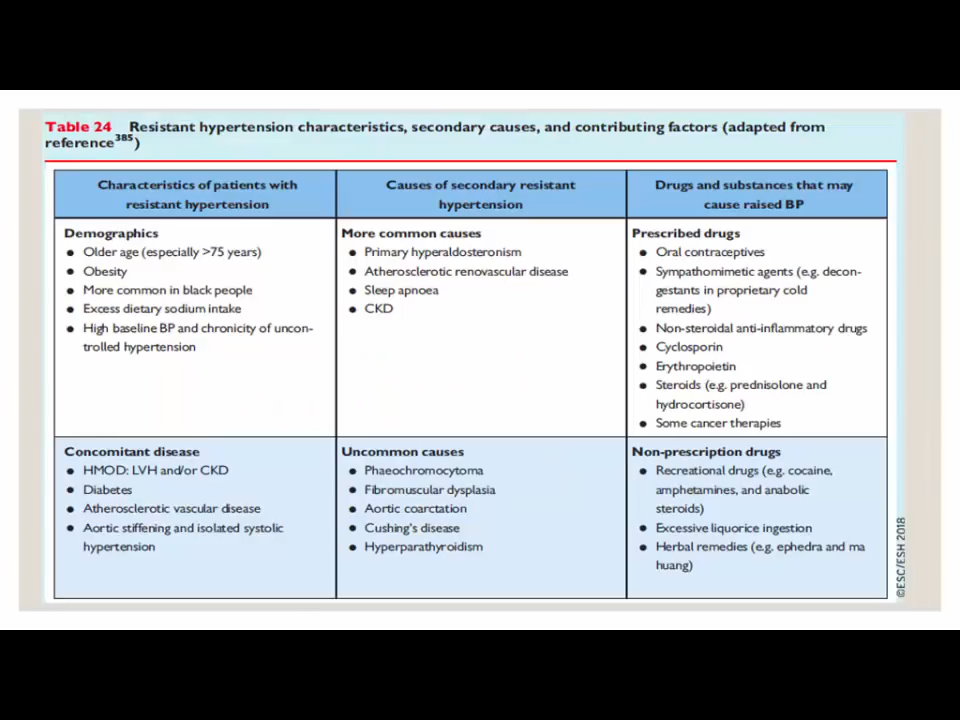 Table 24 Resistant hypertension characteristics, secondary causes, and contributing factors (adapted from
reference385)
Characteristics of patients with
resistant hypertension
Causes of secondary resistant
hypertension
Drugs and substances that may
cause raised BP
Demographics
● Older age (especially >75 years)
● Obesity
● More common in black people
● Excess dietary sodium intake
● High baseline BP and chronicity of uncon-
trolled hypertension
More common causes
● Primary hyperaldosteronism
● Atherosclerotic renovascular disease
● Sleep apnoea
● CKD
Prescribed drugs
● Oral contraceptives
● Sympathomimetic agents (e.g. decon-
gestants in proprietary cold
remedies)
● Non-steroidal anti-inflammatory drugs
● Cyclosporin
● Erythropoietin
● Steroids (e.g. prednisolone and
hydrocortisone)
● Some cancer therapies
Concomitant disease
● HMOD: LVH and/or CKD
● Diabetes
● Atherosclerotic vascular disease
● Aortic stiffening and isolated systolic
hypertension
Uncommon causes
● Phaeochromocytoma
● Fibromuscular dysplasia
● Aortic coarctation
● Cushing's disease
● Hyperparathyroidism
Non-prescription drugs
● Recreational drugs (e.g. cocaine,
amphetamines, and anabolic
steroids)
● Excessive liquorice ingestion
● Herbal remedies (e.g. ephedra and ma
huang)
©ESC/ESH 2018